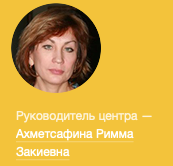 Руководитель центра —
Ахметсафина Римма
Закиевна